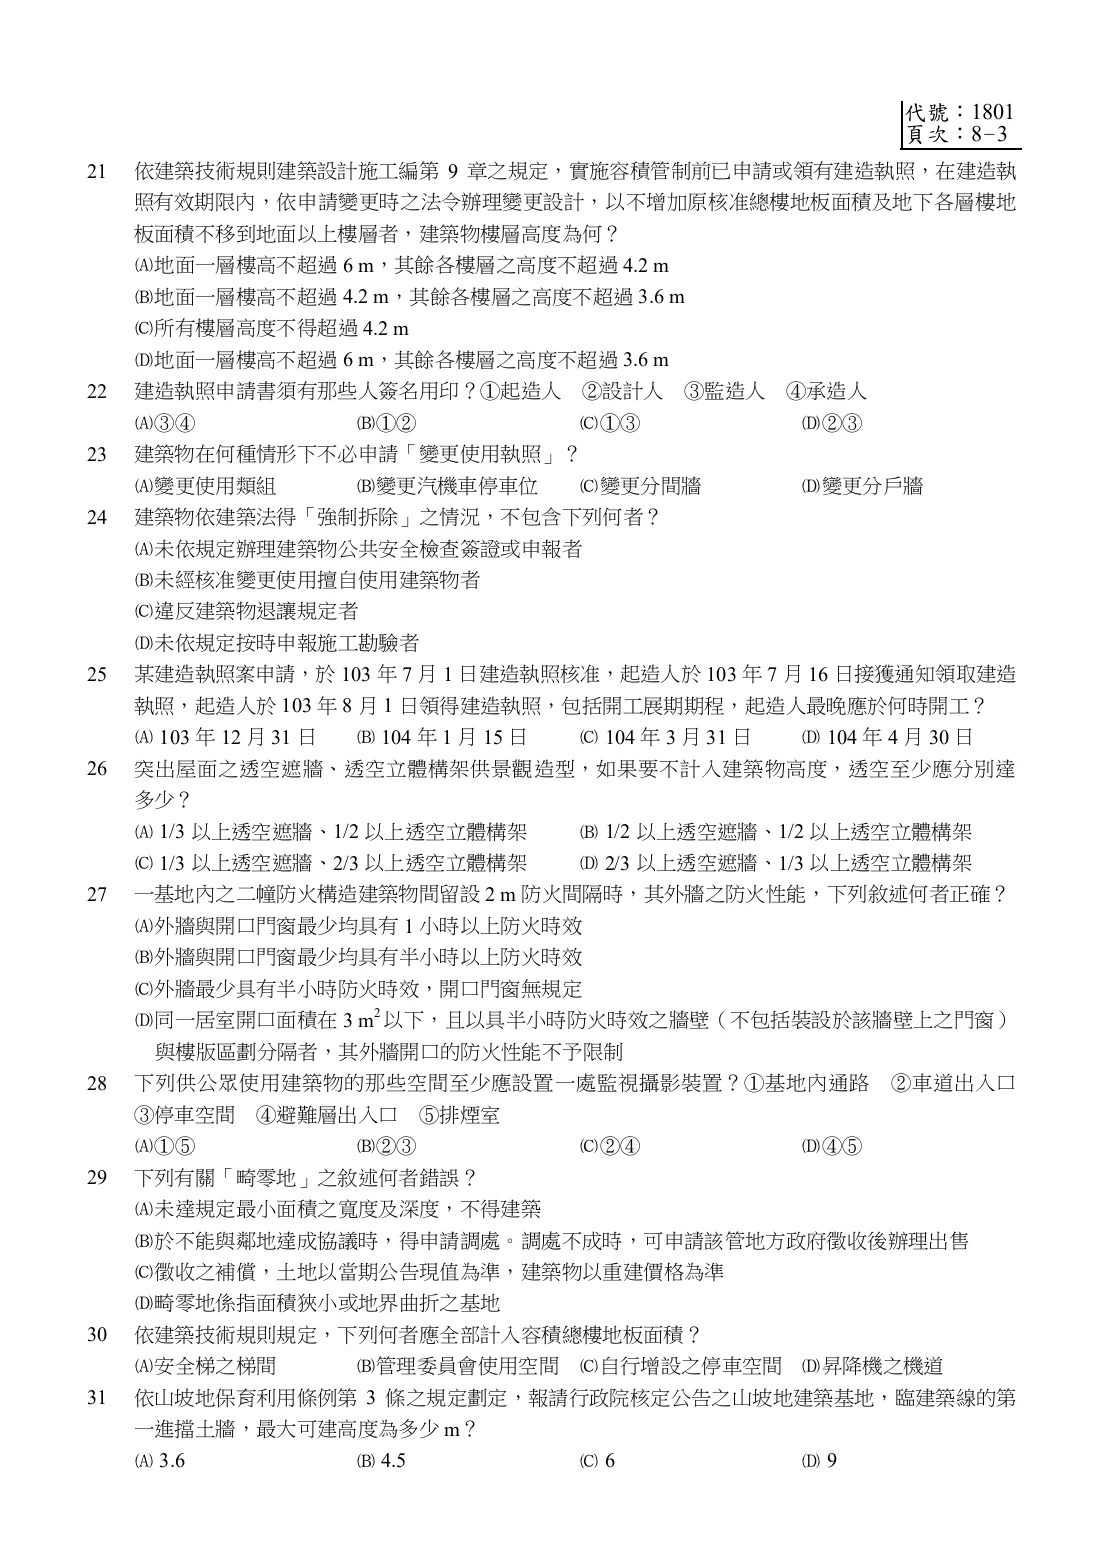 代號：1801
頁次：8－3
21 依建築技術規則建築設計施工編第 9 章之規定，實施容積管制前已申請或領有建造執照，在建造執
照有效期限內，依申請變更時之法令辦理變更設計，以不增加原核准總樓地板面積及地下各層樓地
板面積不移到地面以上樓層者，建築物樓層高度為何？
(A)地面一層樓高不超過 6 m，其餘各樓層之高度不超過 4.2 m
(B)地面一層樓高不超過 4.2 m，其餘各樓層之高度不超過 3.6 m
(C)所有樓層高度不得超過 4.2 m
(D)地面一層樓高不超過 6 m，其餘各樓層之高度不超過 3.6 m
22 建造執照申請書須有那些人簽名用印？①起造人 ②設計人 ③監造人 ④承造人
(A)③④ (B)①② (C)①③ (D)②③
23 建築物在何種情形下不必申請「變更使用執照」？
(A)變更使用類組 (B)變更汽機車停車位 (C)變更分間牆 (D)變更分戶牆
24 建築物依建築法得「強制拆除」之情況，不包含下列何者？
(A)未依規定辦理建築物公共安全檢查簽證或申報者
(B)未經核准變更使用擅自使用建築物者
(C)違反建築物退讓規定者
(D)未依規定按時申報施工勘驗者
25 某建造執照案申請，於 103 年 7 月 1 日建造執照核准，起造人於 103 年 7 月 16 日接獲通知領取建造
執照，起造人於 103 年 8 月 1 日領得建造執照，包括開工展期期程，起造人最晚應於何時開工？
(A) 103 年 12 月 31 日 (B) 104 年 1 月 15 日 (C) 104 年 3 月 31 日 (D) 104 年 4 月 30 日
26 突出屋面之透空遮牆、透空立體構架供景觀造型，如果要不計入建築物高度，透空至少應分別達
多少？
(A) 1/3 以上透空遮牆、1/2 以上透空立體構架 (B) 1/2 以上透空遮牆、1/2 以上透空立體構架
(C) 1/3 以上透空遮牆、2/3 以上透空立體構架 (D) 2/3 以上透空遮牆、1/3 以上透空立體構架
27 一基地內之二幢防火構造建築物間留設 2 m 防火間隔時，其外牆之防火性能，下列敘述何者正確？
(A)外牆與開口門窗最少均具有 1 小時以上防火時效
(B)外牆與開口門窗最少均具有半小時以上防火時效
(C)外牆最少具有半小時防火時效，開口門窗無規定
(D)同一居室開口面積在 3 m²以下，且以具半小時防火時效之牆壁（不包括裝設於該牆壁上之門窗）
與樓版區劃分隔者，其外牆開口的防火性能不予限制
28 下列供公眾使用建築物的那些空間至少應設置一處監視攝影裝置？①基地內通路 ②車道出入口
③停車空間 ④避難層出入口 ⑤排煙室
(A)①⑤ (B)②③ (C)②④ (D)④⑤
29 下列有關「畸零地」之敘述何者錯誤？
(A)未達規定最小面積之寬度及深度，不得建築
(B)於不能與鄰地達成協議時，得申請調處。調處不成時，可申請該管地方政府徵收後辦理出售
(C)徵收之補償，土地以當期公告現值為準，建築物以重建價格為準
(D)畸零地係指面積狹小或地界曲折之基地
30 依建築技術規則規定，下列何者應全部計入容積總樓地板面積？
(A)安全梯之梯間 (B)管理委員會使用空間 (C)自行增設之停車空間 (D)昇降機之機道
31 依山坡地保育利用條例第 3 條之規定劃定，報請行政院核定公告之山坡地建築基地，臨建築線的第
一進擋土牆，最大可建高度為多少 m？
(A) 3.6 (B) 4.5 (C) 6 (D) 9